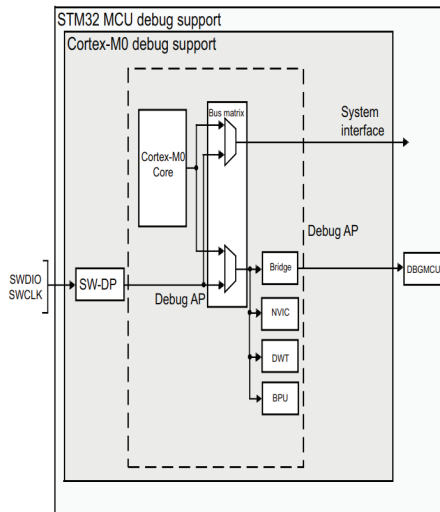 STM32 MCU debug support
Cortex-M0 debug support
Bus matrix
System
interface
Cortex-M0
Core
Debug AP
Bridge
DBGMCU
SWDIO
SWCLK
SW-DP
Debug AP
NVIC
DWT
BPU